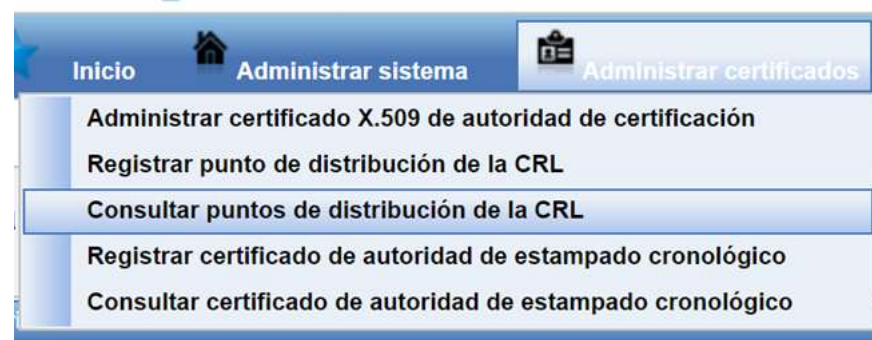 Inicio Administrar sistema Administrar certificados
Administrar certificado X.509 de autoridad de certificación
Registrar punto de distribución de la CRL
Consultar puntos de distribución de la CRL
Registrar certificado de autoridad de estampado cronológico
Consultar certificado de autoridad de estampado cronológico